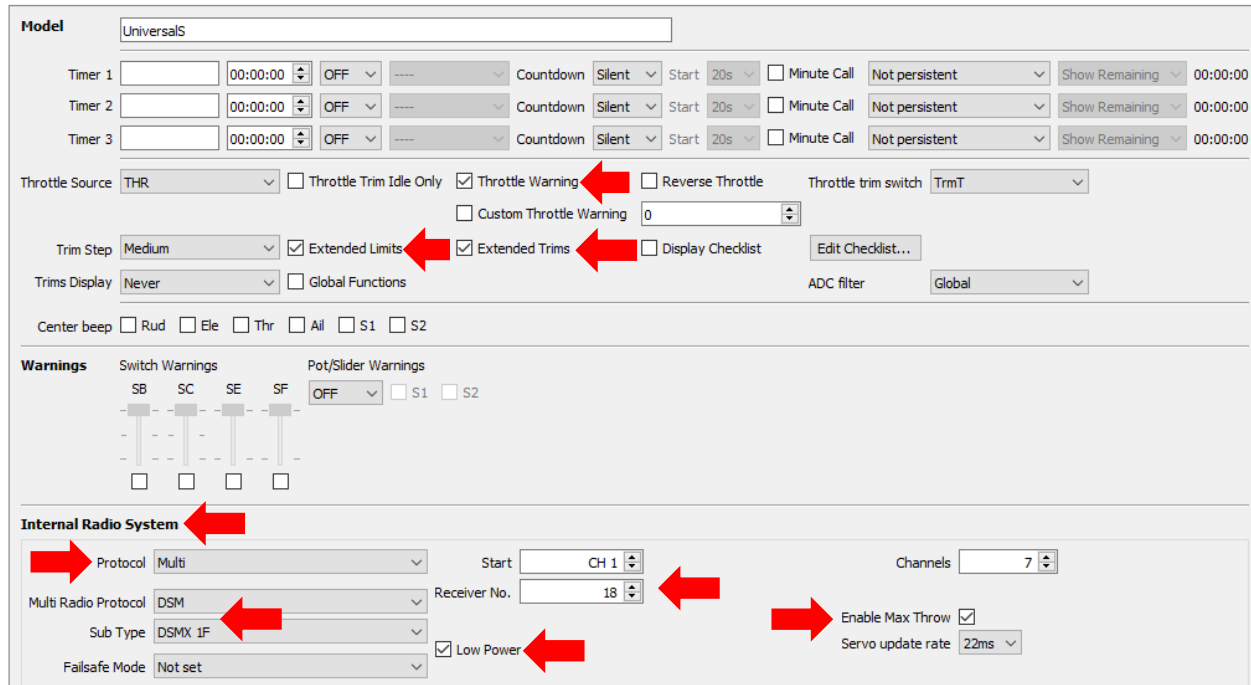 Model UniversalS
Timer 1 00:00:00 OFF ---- Countdown Silent Start 20s Minute Call Not persistent Show Remaining 00:00:00
Timer 2 00:00:00 OFF ---- Countdown Silent Start 20s Minute Call Not persistent Show Remaining 00:00:00
Timer 3 00:00:00 OFF ---- Countdown Silent Start 20s Minute Call Not persistent Show Remaining 00:00:00
Throttle Source THR Throttle Trim Idle Only Throttle Warning Reverse Throttle Throttle trim switch TrmT
Custom Throttle Warning 0
Trim Step Medium Extended Limits Extended Trims Display Checklist Edit Checklist...
Trims Display Never Global Functions ADC filter Global
Center beep Rud Ele Thr Ail S1 S2
Warnings Switch Warnings Pot/Slider Warnings
SB SC SE SF OFF S1 S2
Internal Radio System
Protocol Multi Start CH 1 Channels 7
Multi Radio Protocol DSM Receiver No. 18
Enable Max Throw
Sub Type DSMX 1F Low Power Servo update rate 22ms
Failsafe Mode Not set